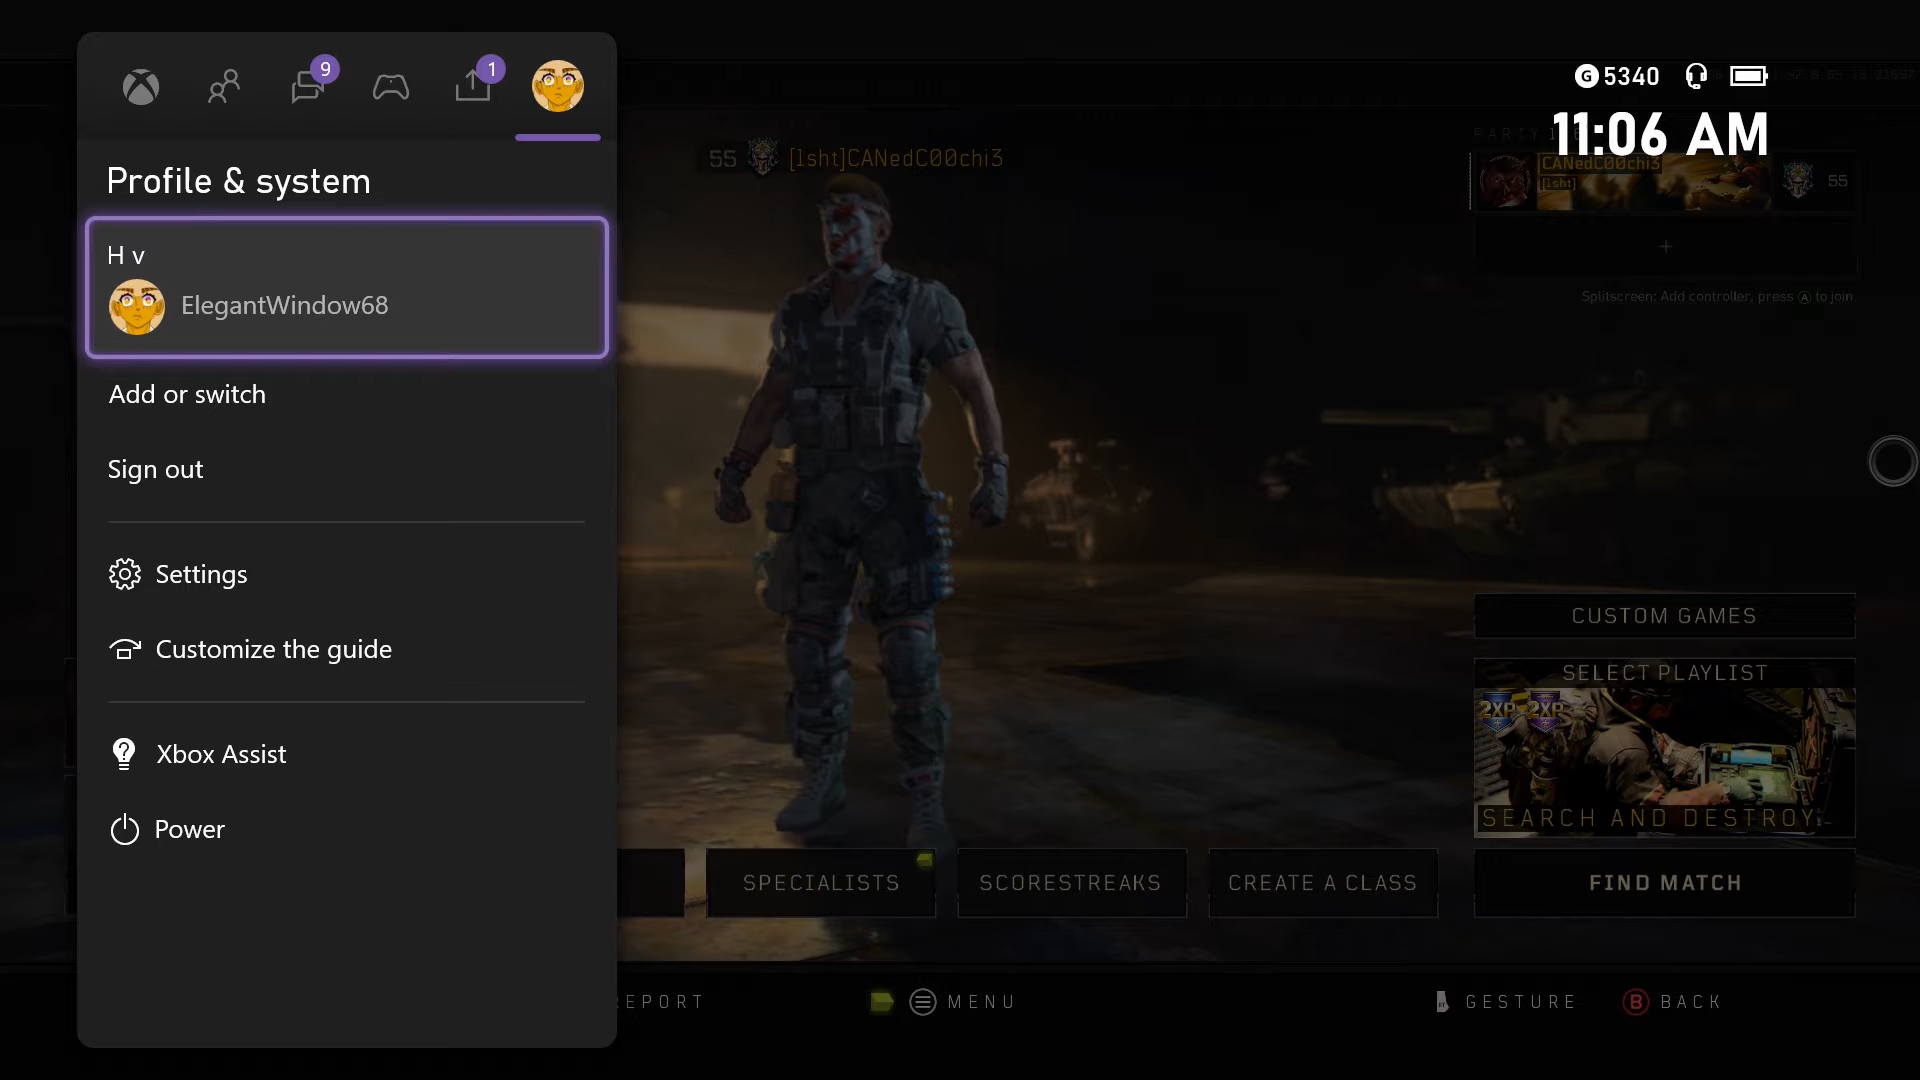 9
1
Profile & system
H v
ElegantWindow68
Add or switch
Sign out
Settings
Customize the guide
Xbox Assist
Power
G 5340
11:06 AM
55 [1sht]CANedC00chi3
PARTY
CANedC00chi3
[1sht]
55
+
Splitscreen: Add controller, press A to join
CUSTOM GAMES
SELECT PLAYLIST
2XP 2XP
SEARCH AND DESTROY
SPECIALISTS
SCORESTREAKS
CREATE A CLASS
FIND MATCH
EPORT
MENU
GESTURE
B BACK